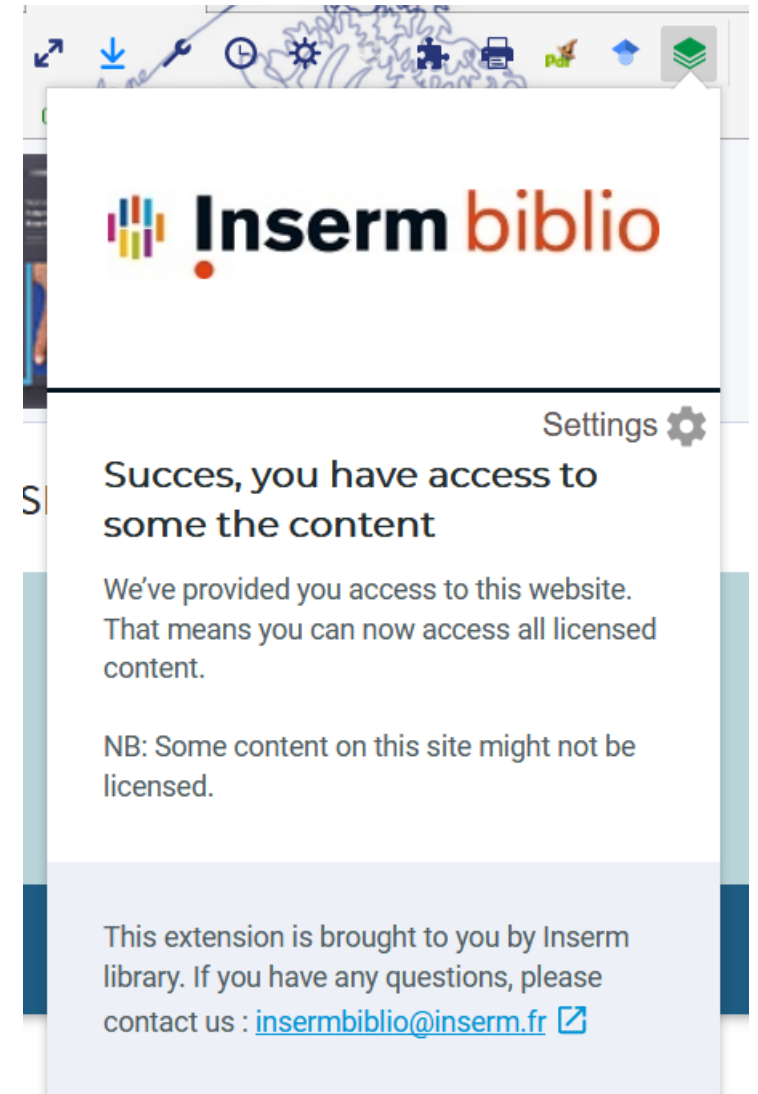 Pdf
Inserm biblio
Settings
Succes, you have access to
some the content
We've provided you access to this website.
That means you can now access all licensed
content.
NB: Some content on this site might not be
licensed.
This extension is brought to you by Inserm
library. If you have any questions, please
contact us : insermbiblio@inserm.fr